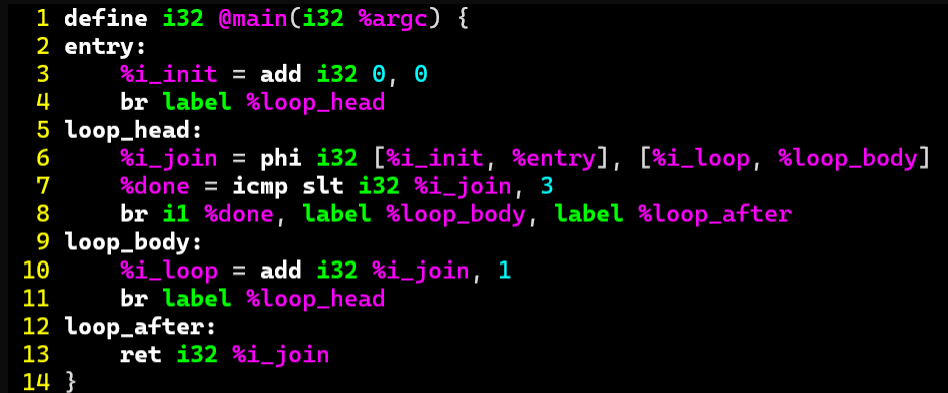 1 define i32 @main(i32 %argc) {
2 entry:
3     %i_init = add i32 0, 0
4     br label %loop_head
5 loop_head:
6     %i_join = phi i32 [%i_init, %entry], [%i_loop, %loop_body]
7     %done = icmp slt i32 %i_join, 3
8     br i1 %done, label %loop_body, label %loop_after
9 loop_body:
10     %i_loop = add i32 %i_join, 1
11     br label %loop_head
12 loop_after:
13     ret i32 %i_join
14 }